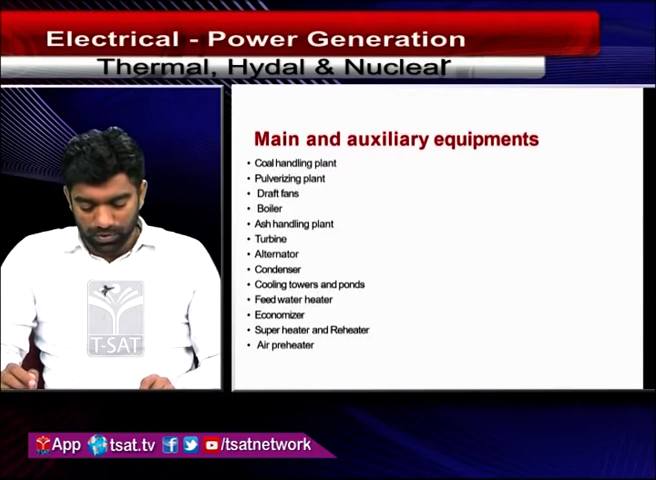 Electrical - Power Generation
Thermal, Hydal & Nuclear
Main and auxiliary equipments
• Coal handling plant
• Pulverizing plant
• Draft fans
• Boiler
• Ash handling plant
• Turbine
• Alternator
• Condenser
• Cooling towers and ponds
• Feed water heater
• Economizer
• Super heater and Reheater
• Air preheater
T-SAT
App tsat.tv /tsatnetwork